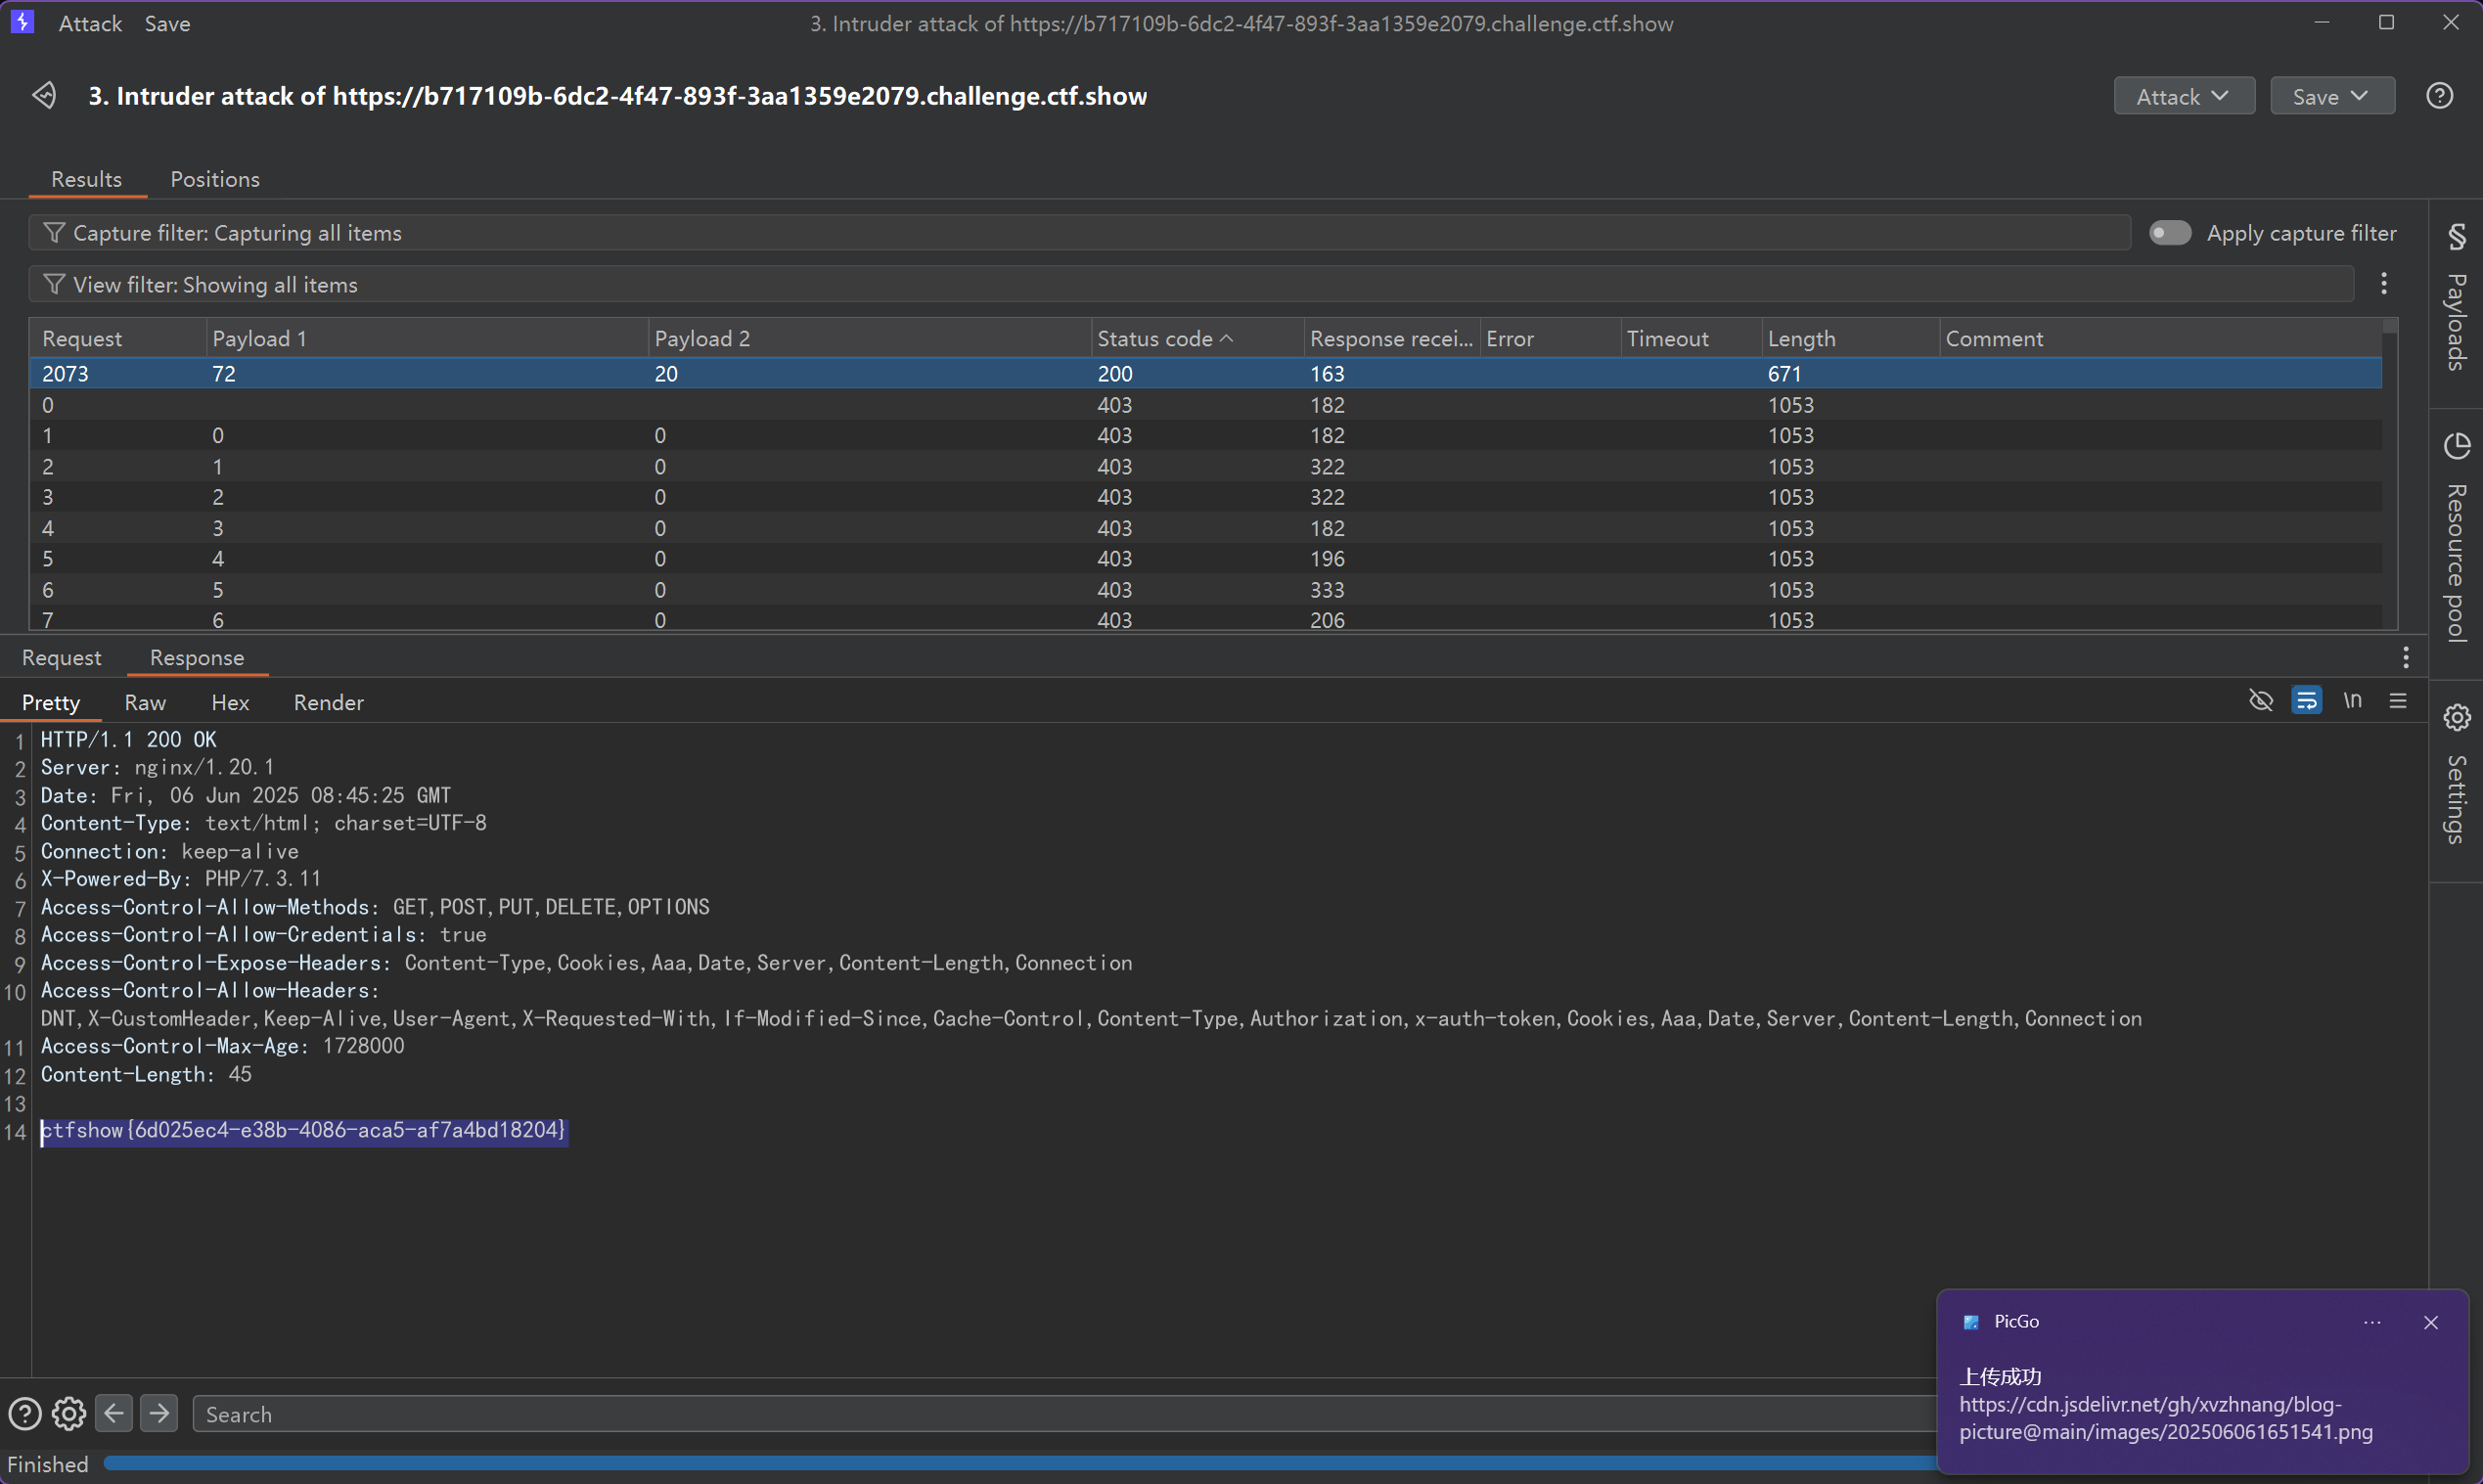 Attack Save 3. Intruder attack of https://b717109b-6dc2-4f47-893f-3aa1359e2079.challenge.ctf.show
3. Intruder attack of https://b717109b-6dc2-4f47-893f-3aa1359e2079.challenge.ctf.show Attack Save
Results Positions
Capture filter: Capturing all items Apply capture filter
View filter: Showing all items
Request Payload 1 Payload 2 Status code Response recei... Error Timeout Length Comment
2073 72 20 200 163 671
0 403 182 1053
1 0 0 403 182 1053
2 1 0 403 322 1053
3 2 0 403 322 1053
4 3 0 403 182 1053
5 4 0 403 196 1053
6 5 0 403 333 1053
7 6 0 403 206 1053
Payloads
Resource pool
Settings
Request Response
Pretty Raw Hex Render \n
1 HTTP/1.1 200 OK
2 Server: nginx/1.20.1
3 Date: Fri, 06 Jun 2025 08:45:25 GMT
4 Content-Type: text/html; charset=UTF-8
5 Connection: keep-alive
6 X-Powered-By: PHP/7.3.11
7 Access-Control-Allow-Methods: GET,POST,PUT,DELETE,OPTIONS
8 Access-Control-Allow-Credentials: true
9 Access-Control-Expose-Headers: Content-Type,Cookies,Aaa,Date,Server,Content-Length,Connection
10 Access-Control-Allow-Headers:
DNT,X-CustomHeader,Keep-Alive,User-Agent,X-Requested-With,If-Modified-Since,Cache-Control,Content-Type,Authorization,x-auth-token,Cookies,Aaa,Date,Server,Content-Length,Connection
11 Access-Control-Max-Age: 1728000
12 Content-Length: 45
13
14 ctfshow{6d025ec4-e38b-4086-aca5-af7a4bd18204}
PicGo
上传成功
https://cdn.jsdelivr.net/gh/xvzhnang/blog-
picture@main/images/202506061651541.png
Search
Finished